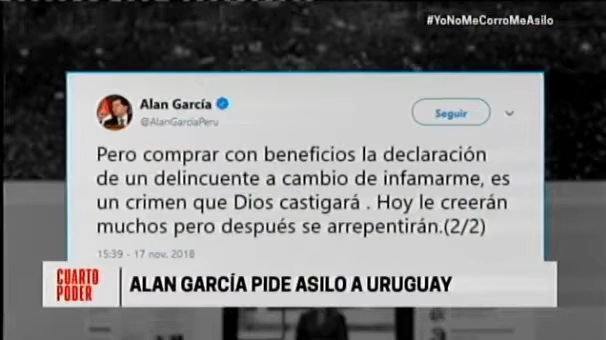 #YoNoMeCorroMeAsilo
Alan García
@AlanGarciaPeru
Seguir
Pero comprar con beneficios la declaración
de un delincuente a cambio de infamarme, es
un crimen que Dios castigará . Hoy le creerán
muchos pero después se arrepentirán.(2/2)
15:39 - 17 nov. 2018
CUARTO
PODER
ALAN GARCÍA PIDE ASILO A URUGUAY